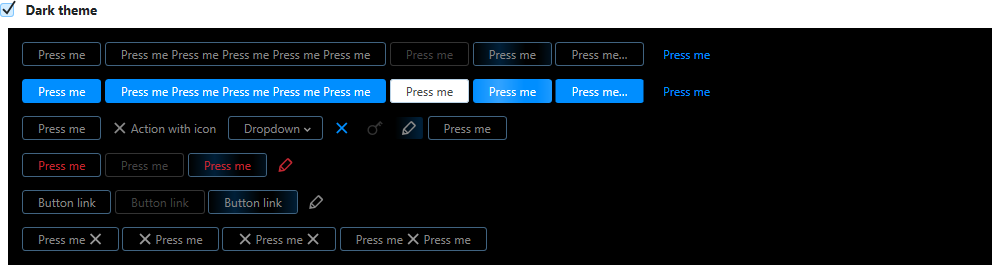 Dark theme
Press me Press me Press me Press me Press me Press me Press me Press me Press me... Press me
Press me Press me Press me Press me Press me Press me Press me Press me Press me... Press me
Press me Action with icon Dropdown Press me
Press me Press me Press me
Button link Button link Button link
Press me Press me Press me Press me Press me